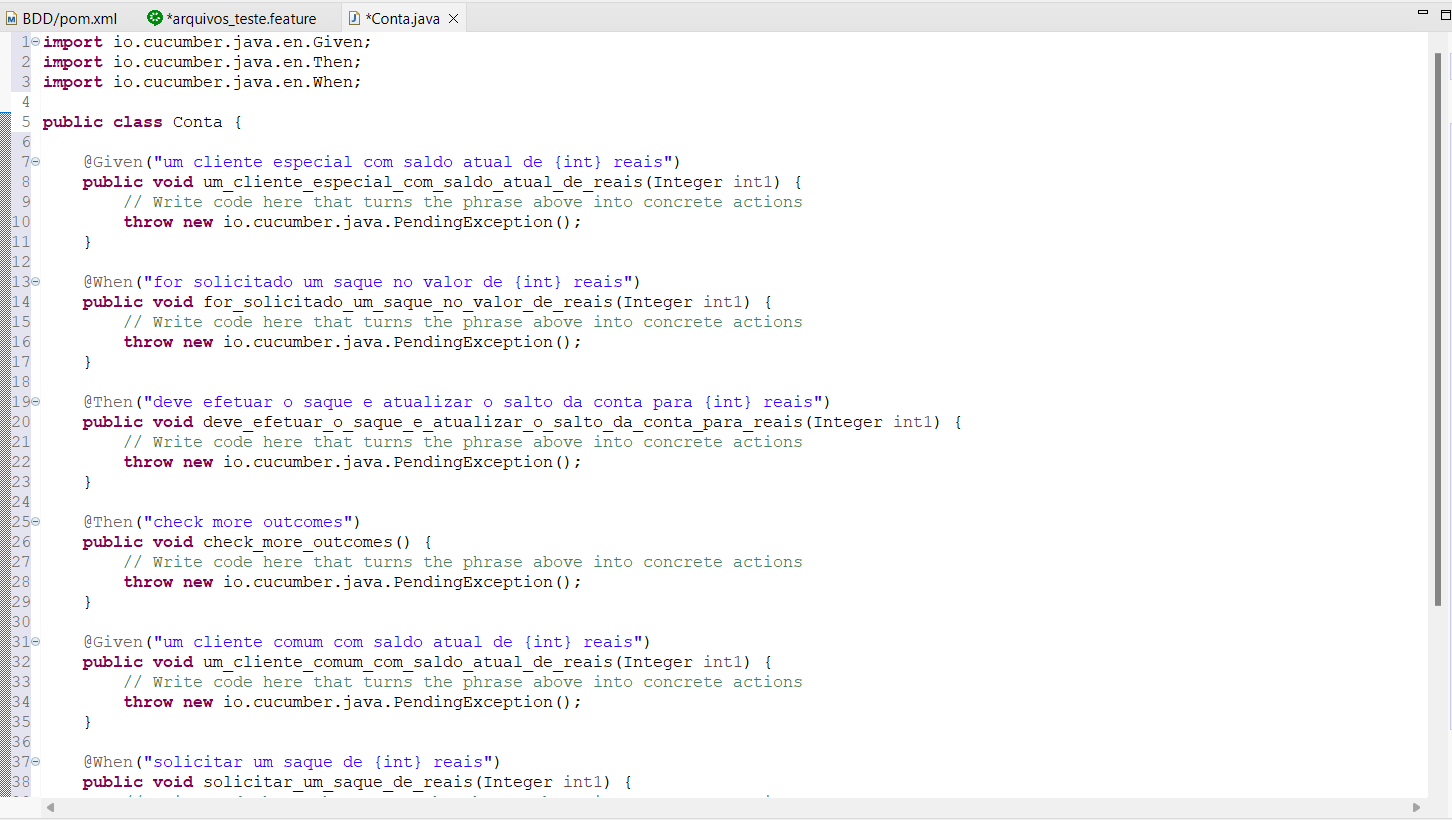 BDD/pom.xml *arquivos_teste.feature *Conta.java
1 import io.cucumber.java.en.Given;
2 import io.cucumber.java.en.Then;
3 import io.cucumber.java.en.When;
4
5 public class Conta {
6
7 @Given("um cliente especial com saldo atual de {int} reais")
8 public void um_cliente_especial_com_saldo_atual_de_reais(Integer int1) {
9 // Write code here that turns the phrase above into concrete actions
10 throw new io.cucumber.java.PendingException();
11 }
12
13 @When("for solicitado um saque no valor de {int} reais")
14 public void for_solicitado_um_saque_no_valor_de_reais(Integer int1) {
15 // Write code here that turns the phrase above into concrete actions
16 throw new io.cucumber.java.PendingException();
17 }
18
19 @Then("deve efetuar o saque e atualizar o salto da conta para {int} reais")
20 public void deve_efetuar_o_saque_e_atualizar_o_salto_da_conta_para_reais(Integer int1) {
21 // Write code here that turns the phrase above into concrete actions
22 throw new io.cucumber.java.PendingException();
23 }
24
25 @Then("check more outcomes")
26 public void check_more_outcomes() {
27 // Write code here that turns the phrase above into concrete actions
28 throw new io.cucumber.java.PendingException();
29 }
30
31 @Given("um cliente comum com saldo atual de {int} reais")
32 public void um_cliente_comum_com_saldo_atual_de_reais(Integer int1) {
33 // Write code here that turns the phrase above into concrete actions
34 throw new io.cucumber.java.PendingException();
35 }
36
37 @When("solicitar um saque de {int} reais")
38 public void solicitar_um_saque_de_reais(Integer int1) {